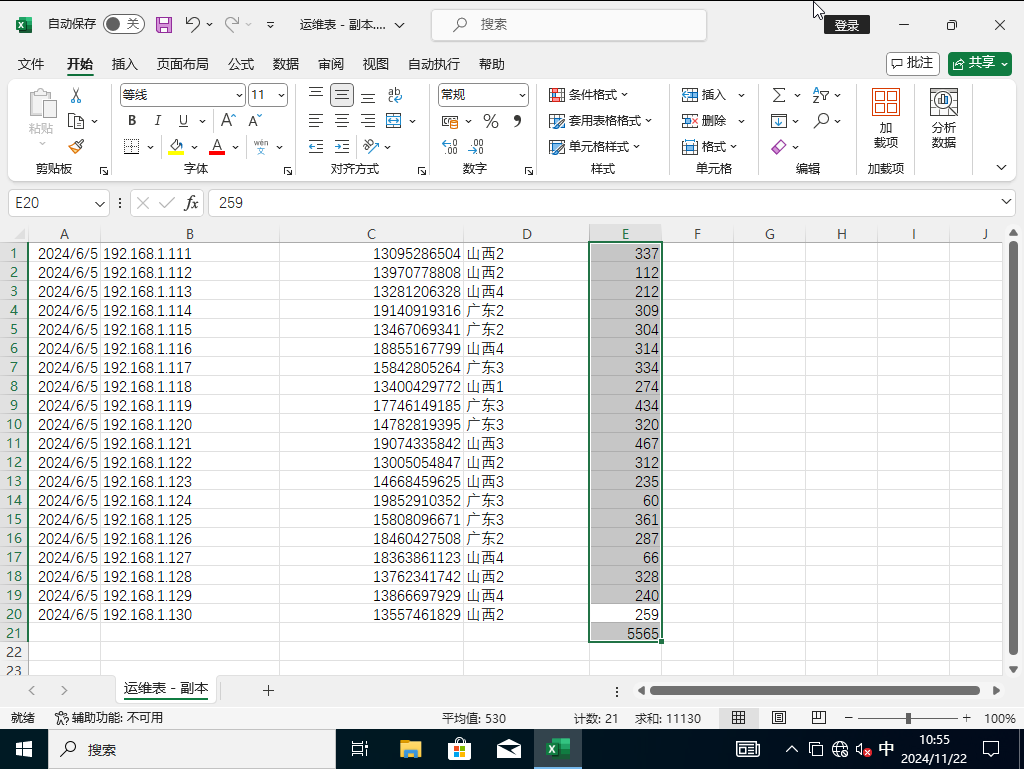 自动保存 关 运维表 - 副本.... 搜索 登录
文件 开始 插入 页面布局 公式 数据 审阅 视图 自动执行 帮助 批注 共享
粘贴 等线 11 常规 条件格式 插入
B I U A A 套用表格格式 删除 加载项 分析数据
A wén 文 ab % 单元格样式 格式
剪贴板 字体 对齐方式 数字 样式 单元格 编辑 加载项
E20 fx 259
A B C D E F G H I J
1 2024/6/5 192.168.1.111 13095286504 山西2 337
2 2024/6/5 192.168.1.112 13970778808 山西2 112
3 2024/6/5 192.168.1.113 13281206328 山西4 212
4 2024/6/5 192.168.1.114 19140919316 广东2 309
5 2024/6/5 192.168.1.115 13467069341 广东2 304
6 2024/6/5 192.168.1.116 18855167799 山西4 314
7 2024/6/5 192.168.1.117 15842805264 广东3 334
8 2024/6/5 192.168.1.118 13400429772 山西1 274
9 2024/6/5 192.168.1.119 17746149185 广东3 434
10 2024/6/5 192.168.1.120 14782819395 广东3 320
11 2024/6/5 192.168.1.121 19074335842 山西3 467
12 2024/6/5 192.168.1.122 13005054847 山西2 312
13 2024/6/5 192.168.1.123 14668459625 山西3 235
14 2024/6/5 192.168.1.124 19852910352 广东3 60
15 2024/6/5 192.168.1.125 15808096671 广东3 361
16 2024/6/5 192.168.1.126 18460427508 广东2 287
17 2024/6/5 192.168.1.127 18363861123 山西4 66
18 2024/6/5 192.168.1.128 13762341742 山西2 328
19 2024/6/5 192.168.1.129 13866697929 山西4 240
20 2024/6/5 192.168.1.130 13557461829 山西2 259
21 5565
22
23
运维表 - 副本
就绪 辅助功能: 不可用 平均值: 530 计数: 21 求和: 11130 100%
搜索 中 10:55
2024/11/22